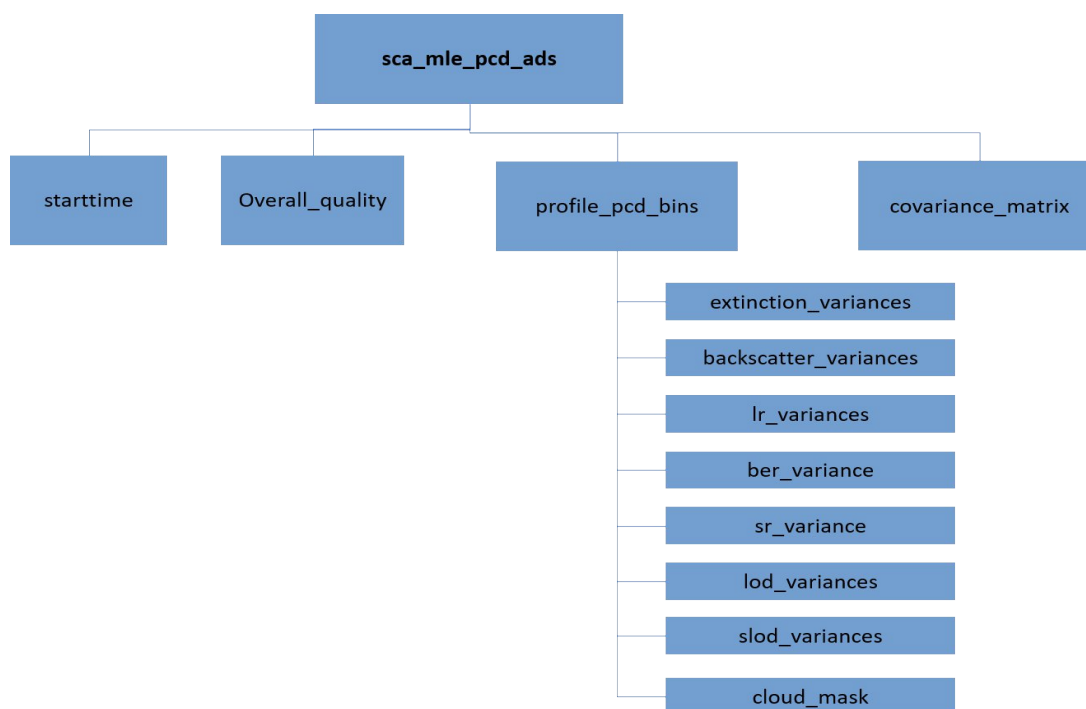 sca_mle_pcd_ads
starttime
Overall_quality
profile_pcd_bins
covariance_matrix
extinction_variances
backscatter_variances
lr_variances
ber_variance
sr_variance
lod_variances
slod_variances
cloud_mask